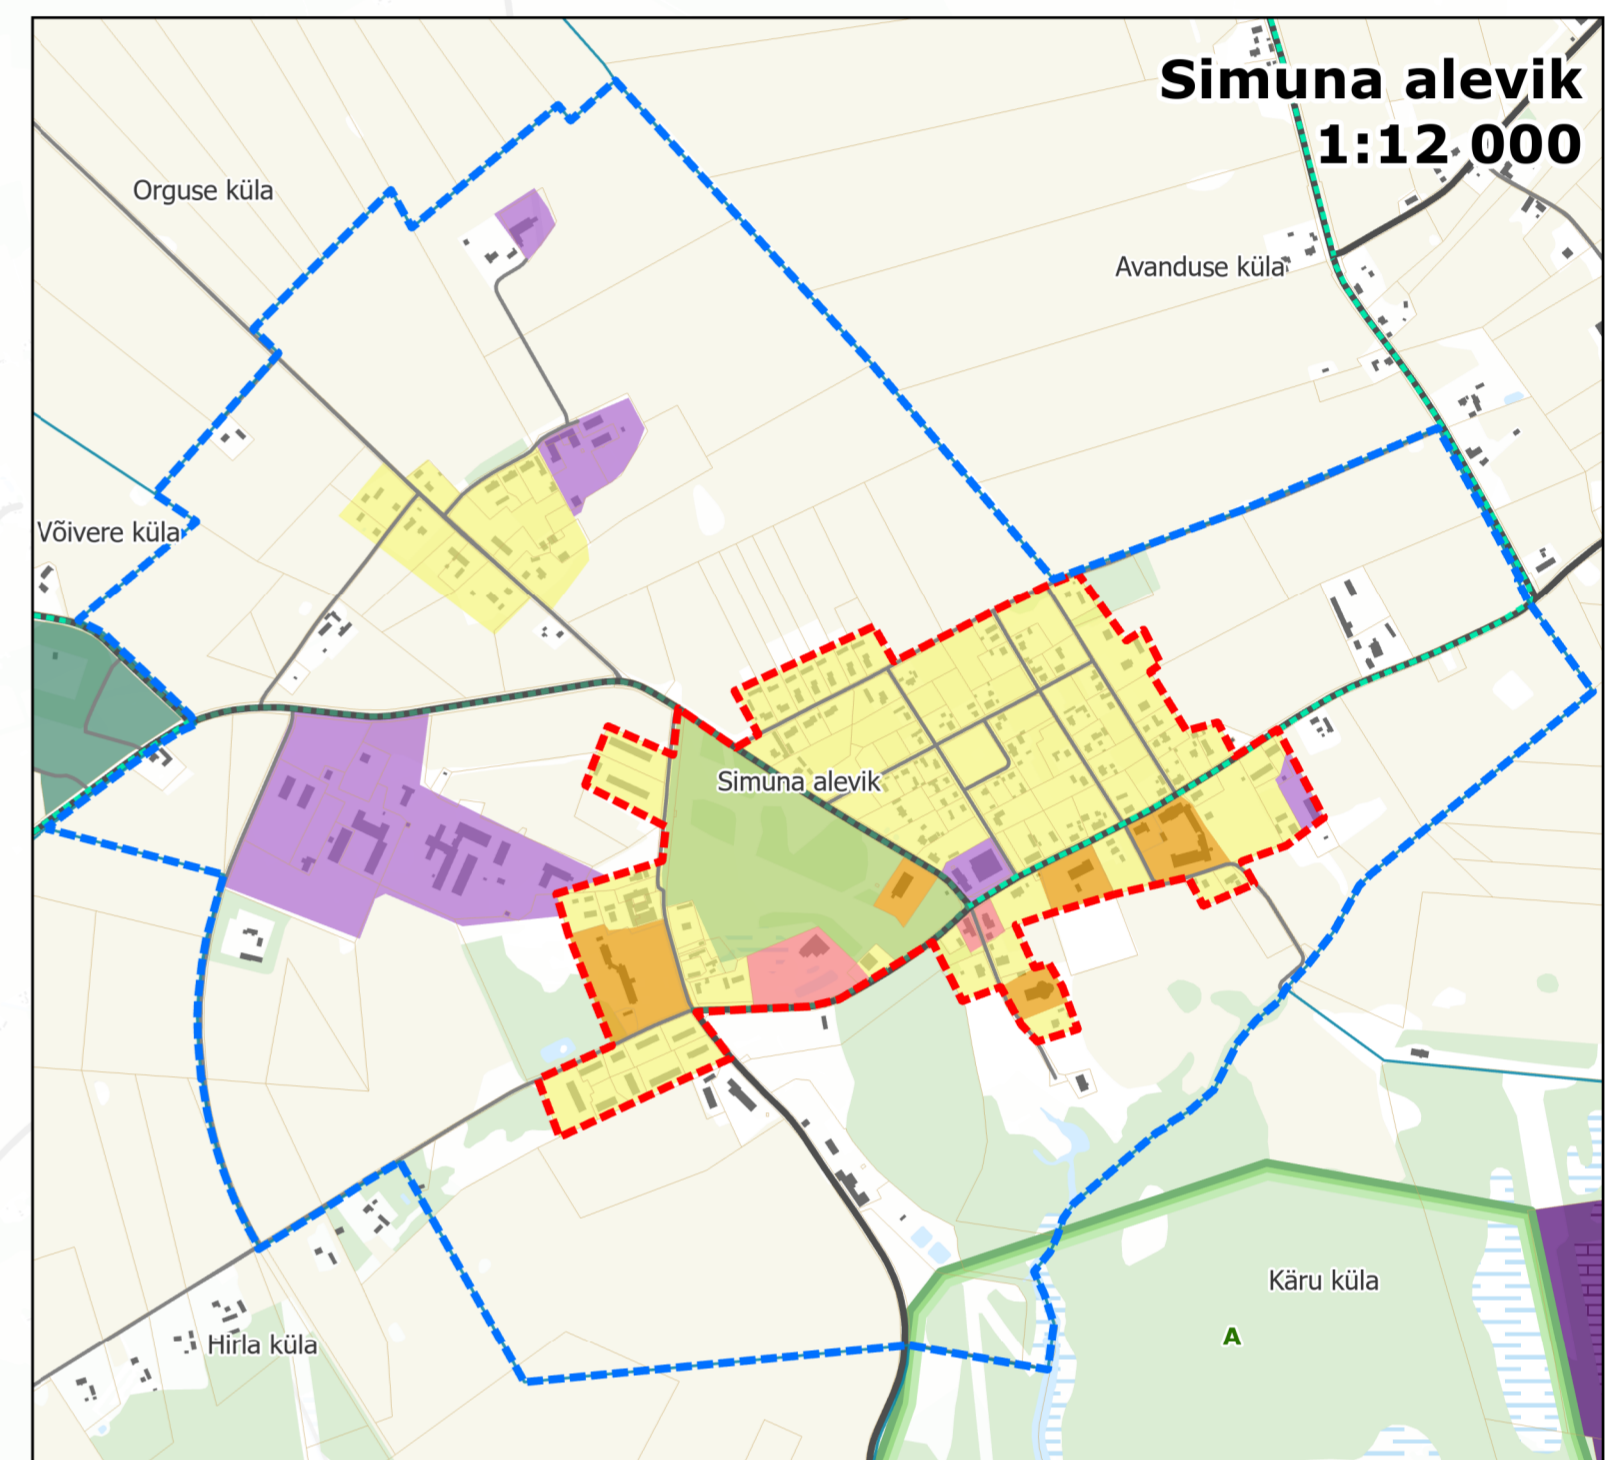 Simuna alevik
1:12 000
Orguse küla
Avanduse küla
Võivere küla
Simuna alevik
Käru küla
A
Hirla küla